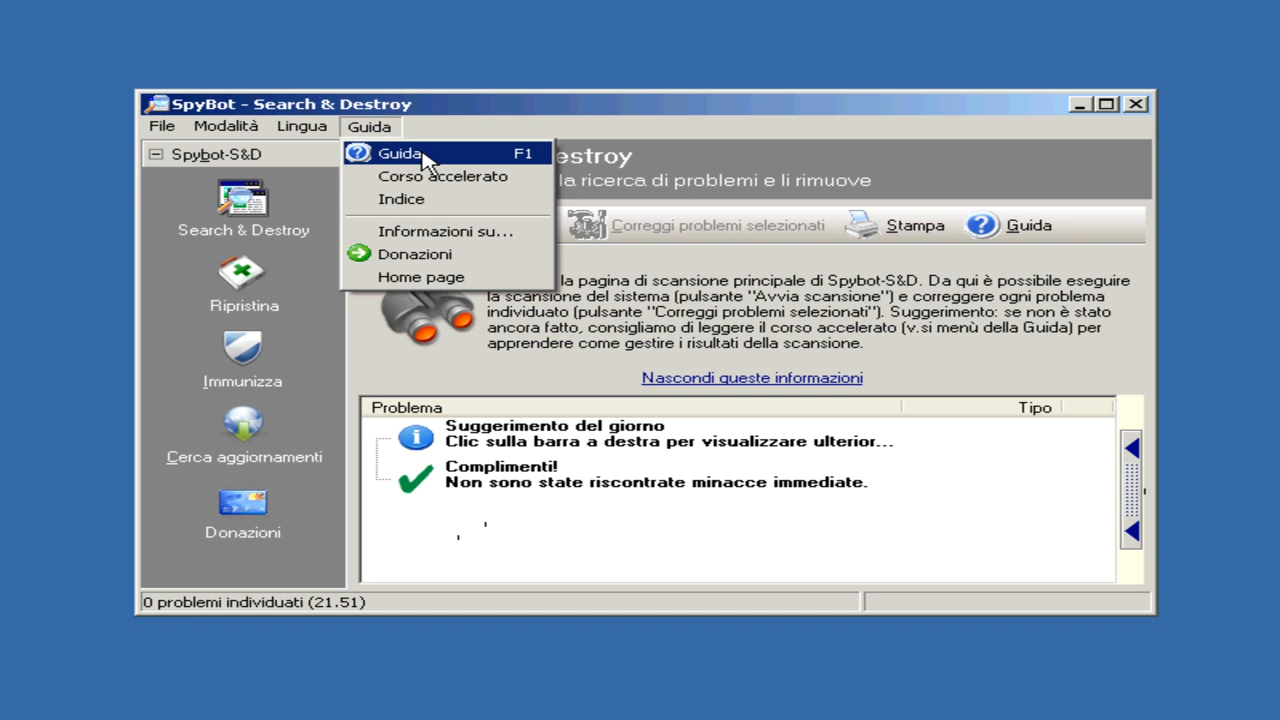 SpyBot - Search & Destroy
File Modalità Lingua Guida
Spybot-S&D
Guida F1
Corso accelerato
Indice
Informazioni su...
Donazioni
Home page
estroy
la ricerca di problemi e li rimuove
Correggi problemi selezionati Stampa Guida
Search & Destroy
Ripristina
Immunizza
Cerca aggiornamenti
Donazioni
la pagina di scansione principale di Spybot-S&D. Da qui è possibile eseguire
la scansione del sistema (pulsante "Avvia scansione") e correggere ogni problema
individuato (pulsante "Correggi problemi selezionati"). Suggerimento: se non è stato
ancora fatto, consigliamo di leggere il corso accelerato (v.si menù della Guida) per
apprendere come gestire i risultati della scansione.
Nascondi queste informazioni
Problema Tipo
Suggerimento del giorno
Clic sulla barra a destra per visualizzare ulterior...
Complimenti!
Non sono state riscontrate minacce immediate.
0 problemi individuati (21.51)